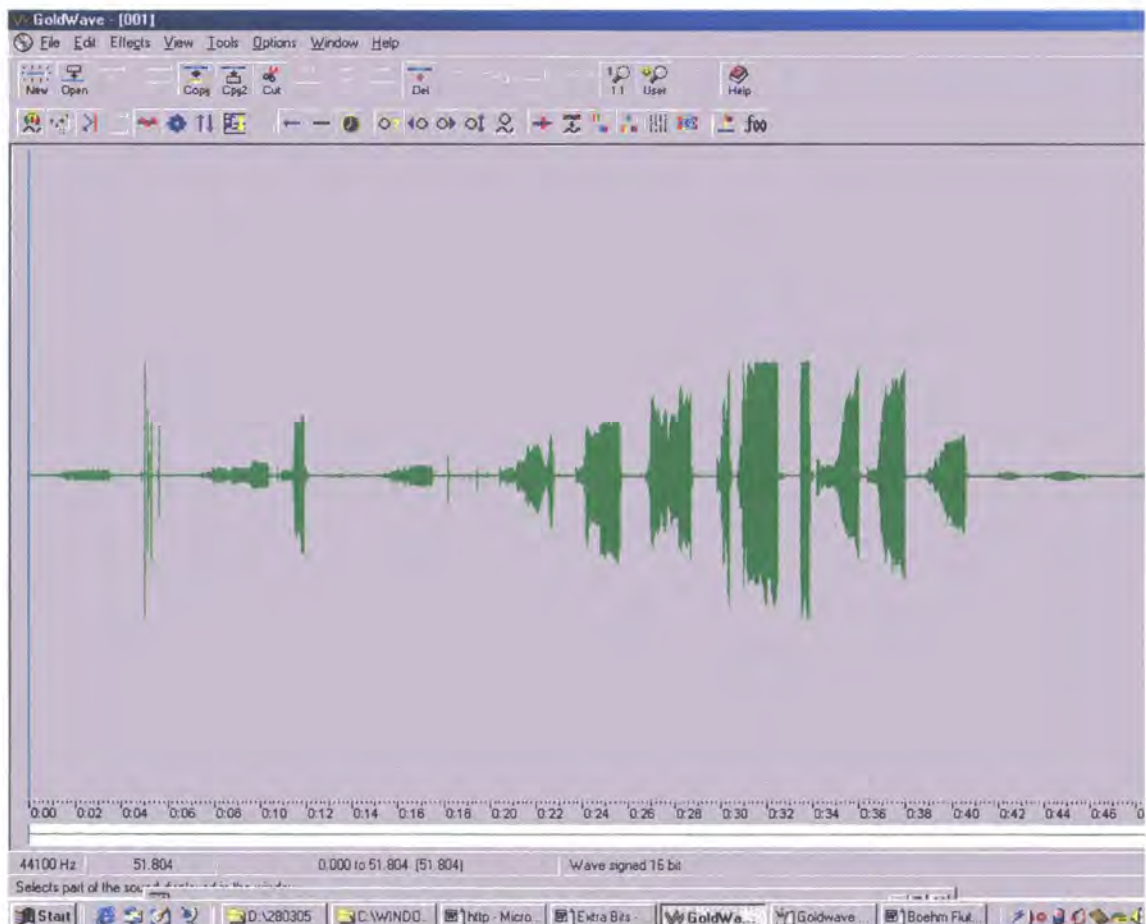 GoldWave - [001]
File Edit Effects View Tools Options Window Help
New Open Copy Cpy2 Cut Del 1:1 User Help
f∞
0:00 0:02 0:04 0:06 0:08 0:10 0:12 0:14 0:16 0:18 0:20 0:22 0:24 0:26 0:28 0:30 0:32 0:34 0:36 0:38 0:40 0:42 0:44 0:46
44100 Hz 51.804 0.000 to 51.804 (51.804) Wave signed 16 bit
Selects part of the
Start D:\280305 C:\WINDO... http - Micro... Extra Bits - GoldWa... Goldwave ... Boehm Flut...